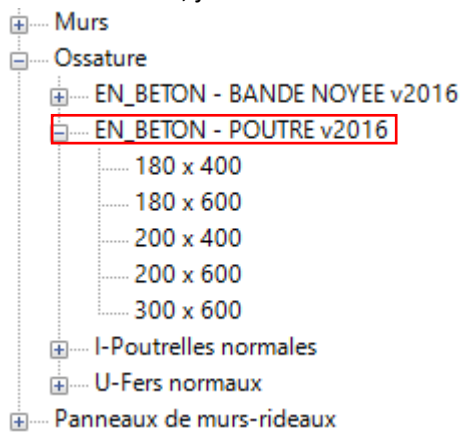 Murs
Ossature
EN_BETON - BANDE NOYEE v2016
EN_BETON - POUTRE v2016
180 x 400
180 x 600
200 x 400
200 x 600
300 x 600
I-Poutrelles normales
U-Fers normaux
Panneaux de murs-rideaux